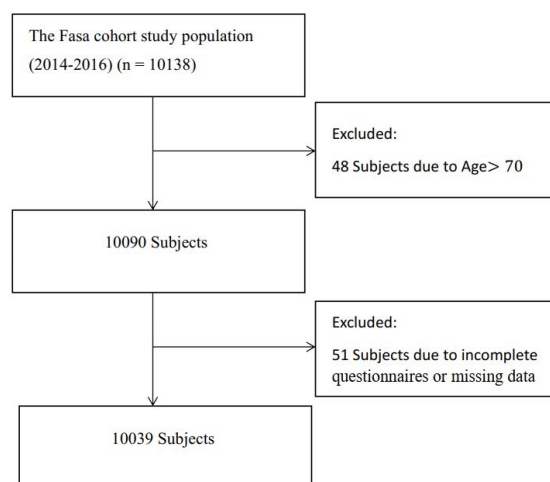 The Fasa cohort study population
(2014-2016) (n = 10138)
Excluded:
48 Subjects due to Age> 70
10090 Subjects
Excluded:
51 Subjects due to incomplete
questionnaires or missing data
10039 Subjects